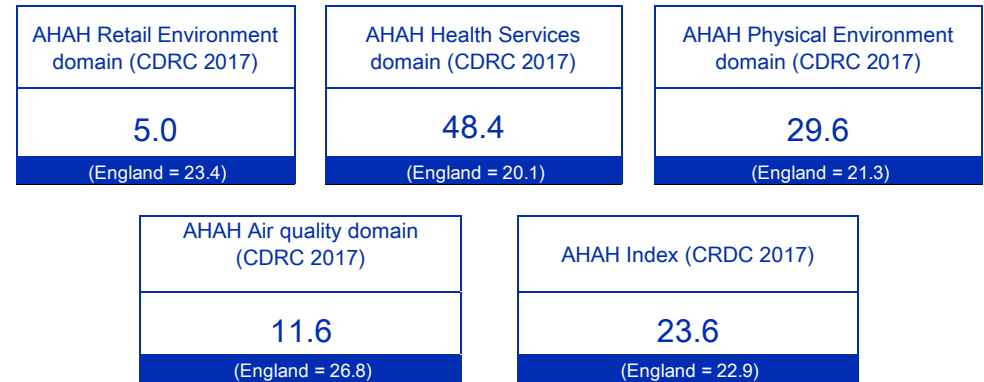 AHAH Retail Environment
domain (CDRC 2017)
5.0
(England = 23.4)
AHAH Health Services
domain (CDRC 2017)
48.4
(England = 20.1)
AHAH Physical Environment
domain (CDRC 2017)
29.6
(England = 21.3)
AHAH Air quality domain
(CDRC 2017)
11.6
(England = 26.8)
AHAH Index (CRDC 2017)
23.6
(England = 22.9)